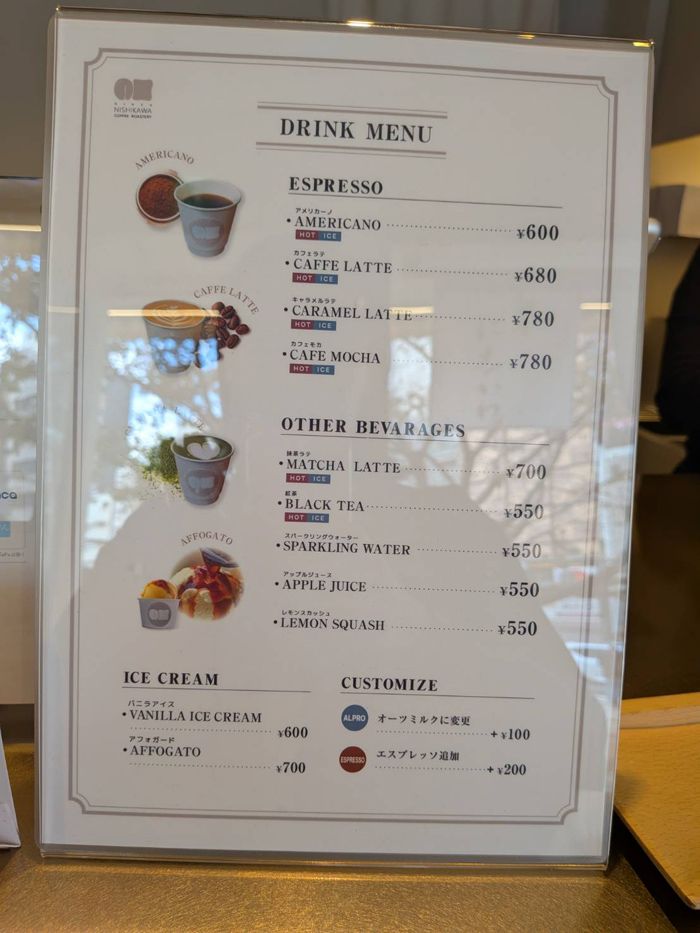 GINZA
NISHIKAWA
COFFEE ROASTERY
DRINK MENU
AMERICANO
ESPRESSO
アメリカーノ
• AMERICANO ¥600
HOT ICE
カフェラテ
• CAFFE LATTE ¥680
HOT ICE
CAFFE LATTE
キャラメルラテ
• CARAMEL LATTE ¥780
HOT ICE
カフェモカ
• CAFE MOCHA ¥780
HOT ICE
OTHER BEVARAGES
抹茶ラテ
• MATCHA LATTE ¥700
HOT ICE
紅茶
• BLACK TEA ¥550
HOT ICE
スパークリングウォーター
• SPARKLING WATER ¥550
AFFOGATO
アップルジュース
• APPLE JUICE ¥550
レモンスカッシュ
• LEMON SQUASH ¥550
ICE CREAM
バニラアイス
• VANILLA ICE CREAM
¥600
アフォガード
• AFFOGATO
¥700
CUSTOMIZE
ALPRO オーツミルクに変更
+¥100
ESPRESSO エスプレッソ追加
+¥200